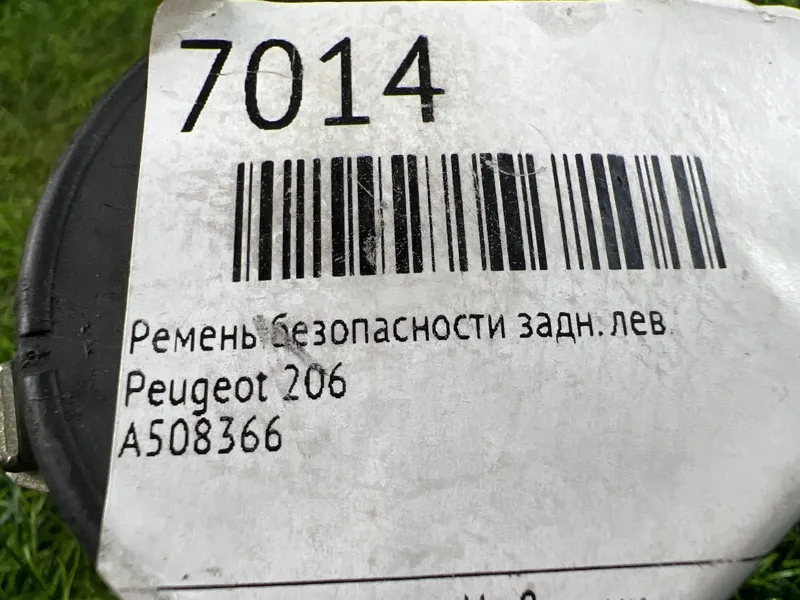 7014
Ремень безопасности задн. лев.
Peugeot 206
A508366